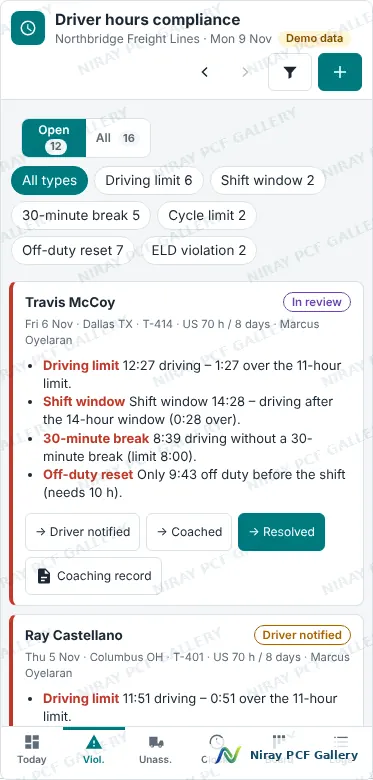 Driver hours compliance
Northbridge Freight Lines · Mon 9 Nov Demo data
Open 12
All 16
All types Driving limit 6 Shift window 2
30-minute break 5 Cycle limit 2
Off-duty reset 7 ELD violation 2
Travis McCoy In review
Fri 6 Nov · Dallas TX · T-414 · US 70 h / 8 days · Marcus
Oyelaran
• Driving limit 12:27 driving – 1:27 over the 11-hour
limit.
• Shift window Shift window 14:28 – driving after
the 14-hour window (0:28 over).
• 30-minute break 8:39 driving without a 30-
minute break (limit 8:00).
• Off-duty reset Only 9:43 off duty before the shift
(needs 10 h).
→ Driver notified → Coached → Resolved
Coaching record
Ray Castellano Driver notified
Thu 5 Nov · Columbus OH · T-401 · US 70 h / 8 days · Marcus
Oyelaran
• Driving limit 11:51 driving – 0:51 over the 11-hour
limit.
Today Viol. Unass.
Niray PCF Gallery
NIRAY PCF GALLERY